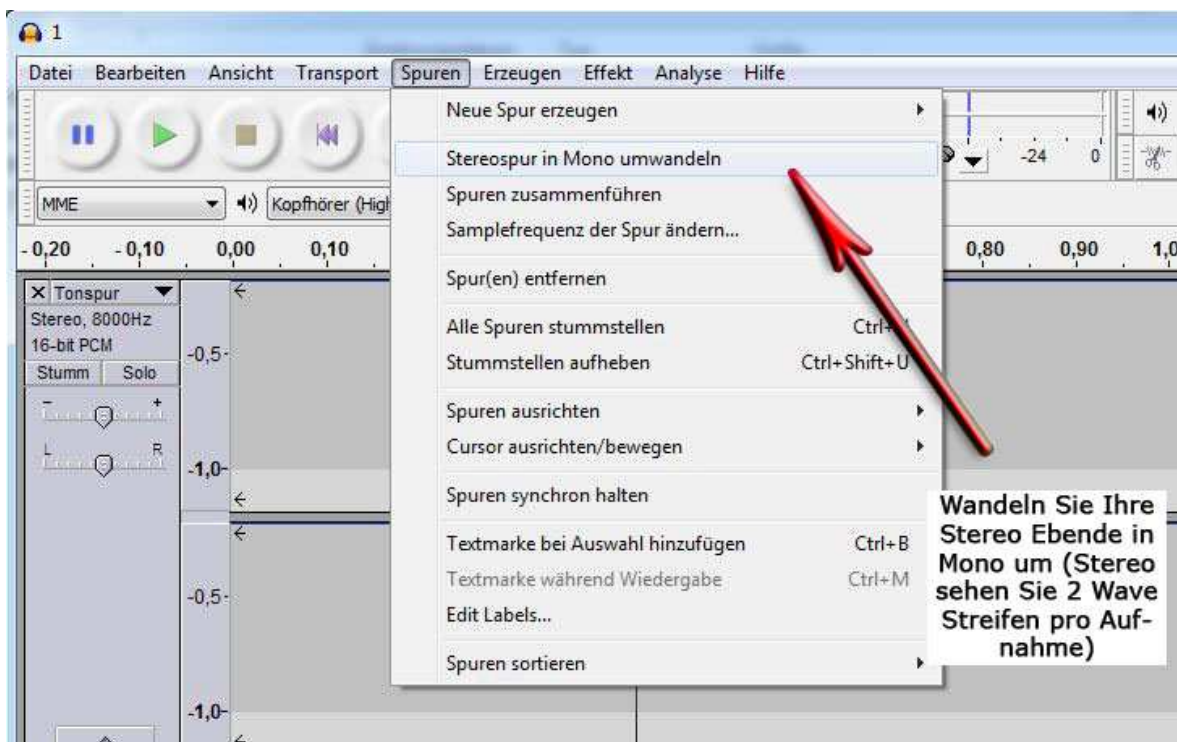 1
Datei Bearbeiten Ansicht Transport Spuren Erzeugen Effekt Analyse Hilfe
Neue Spur erzeugen
Stereospur in Mono umwandeln
-24 0
Spuren zusammenführen
MME Kopfhörer (High
Samplefrequenz der Spur ändern...
-0,20 -0,10 0,00 0,10 0,80 0,90 1,0
Spur(en) entfernen
X Tonspur
Stereo, 8000Hz
16-bit PCM
Stumm Solo
- +
L R
-0,5
-1,0
-0,5
-1,0
Alle Spuren stummstellen
Stummstellen aufheben Ctrl+Shift+U
Spuren ausrichten
Cursor ausrichten/bewegen
Spuren synchron halten
Textmarke bei Auswahl hinzufügen Ctrl+B
Textmarke während Wiedergabe Ctrl+M
Edit Labels...
Spuren sortieren
Wandeln Sie Ihre
Stereo Ebende in
Mono um (Stereo
sehen Sie 2 Wave
Streifen pro Auf-
nahme)